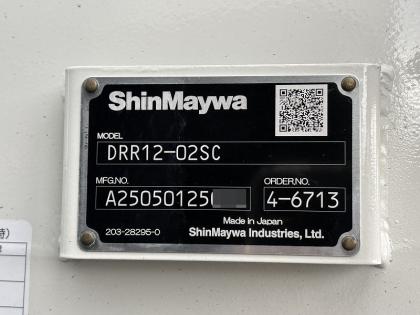 ShinMaywa
MODEL
DRR12-02SC
MFG.NO.
ORDER.NO.
A25050125
4-6713
Made in Japan
203-28295-0
ShinMaywa Industries, Ltd.